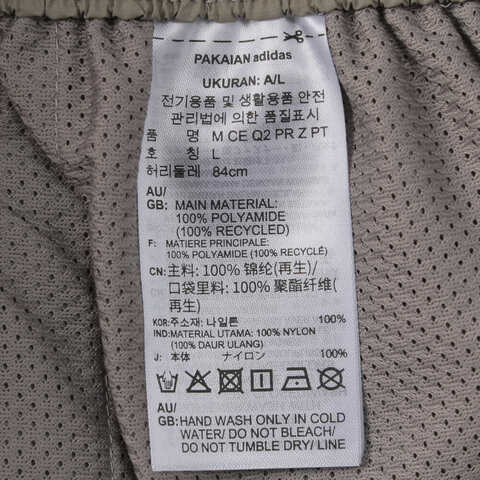 PAKAIAN adidas
UKURAN: A/L
전기용품 및 생활용품 안전
관리법에 의한 품질표시
품 명 M CE Q2 PR Z PT
호 칭 L
허리둘레 84cm
AU/
GB: MAIN MATERIAL:
100% POLYAMIDE
(100% RECYCLED)
F: MATIERE PRINCIPALE:
100% POLYAMIDE (100% RECYCLÉ)
CN: 主料: 100% 锦纶(再生)/
口袋里料: 100% 聚酯纤维(
再生)
KOR: 주소재: 나일론 100%
IND: MATERIAL UTAMA: 100% NYLON
(100% DAUR ULANG)
J: 本体 ナイロン 100%
AU/
GB: HAND WASH ONLY IN COLD
WATER/ DO NOT BLEACH/
DO NOT TUMBLE DRY/ LINE